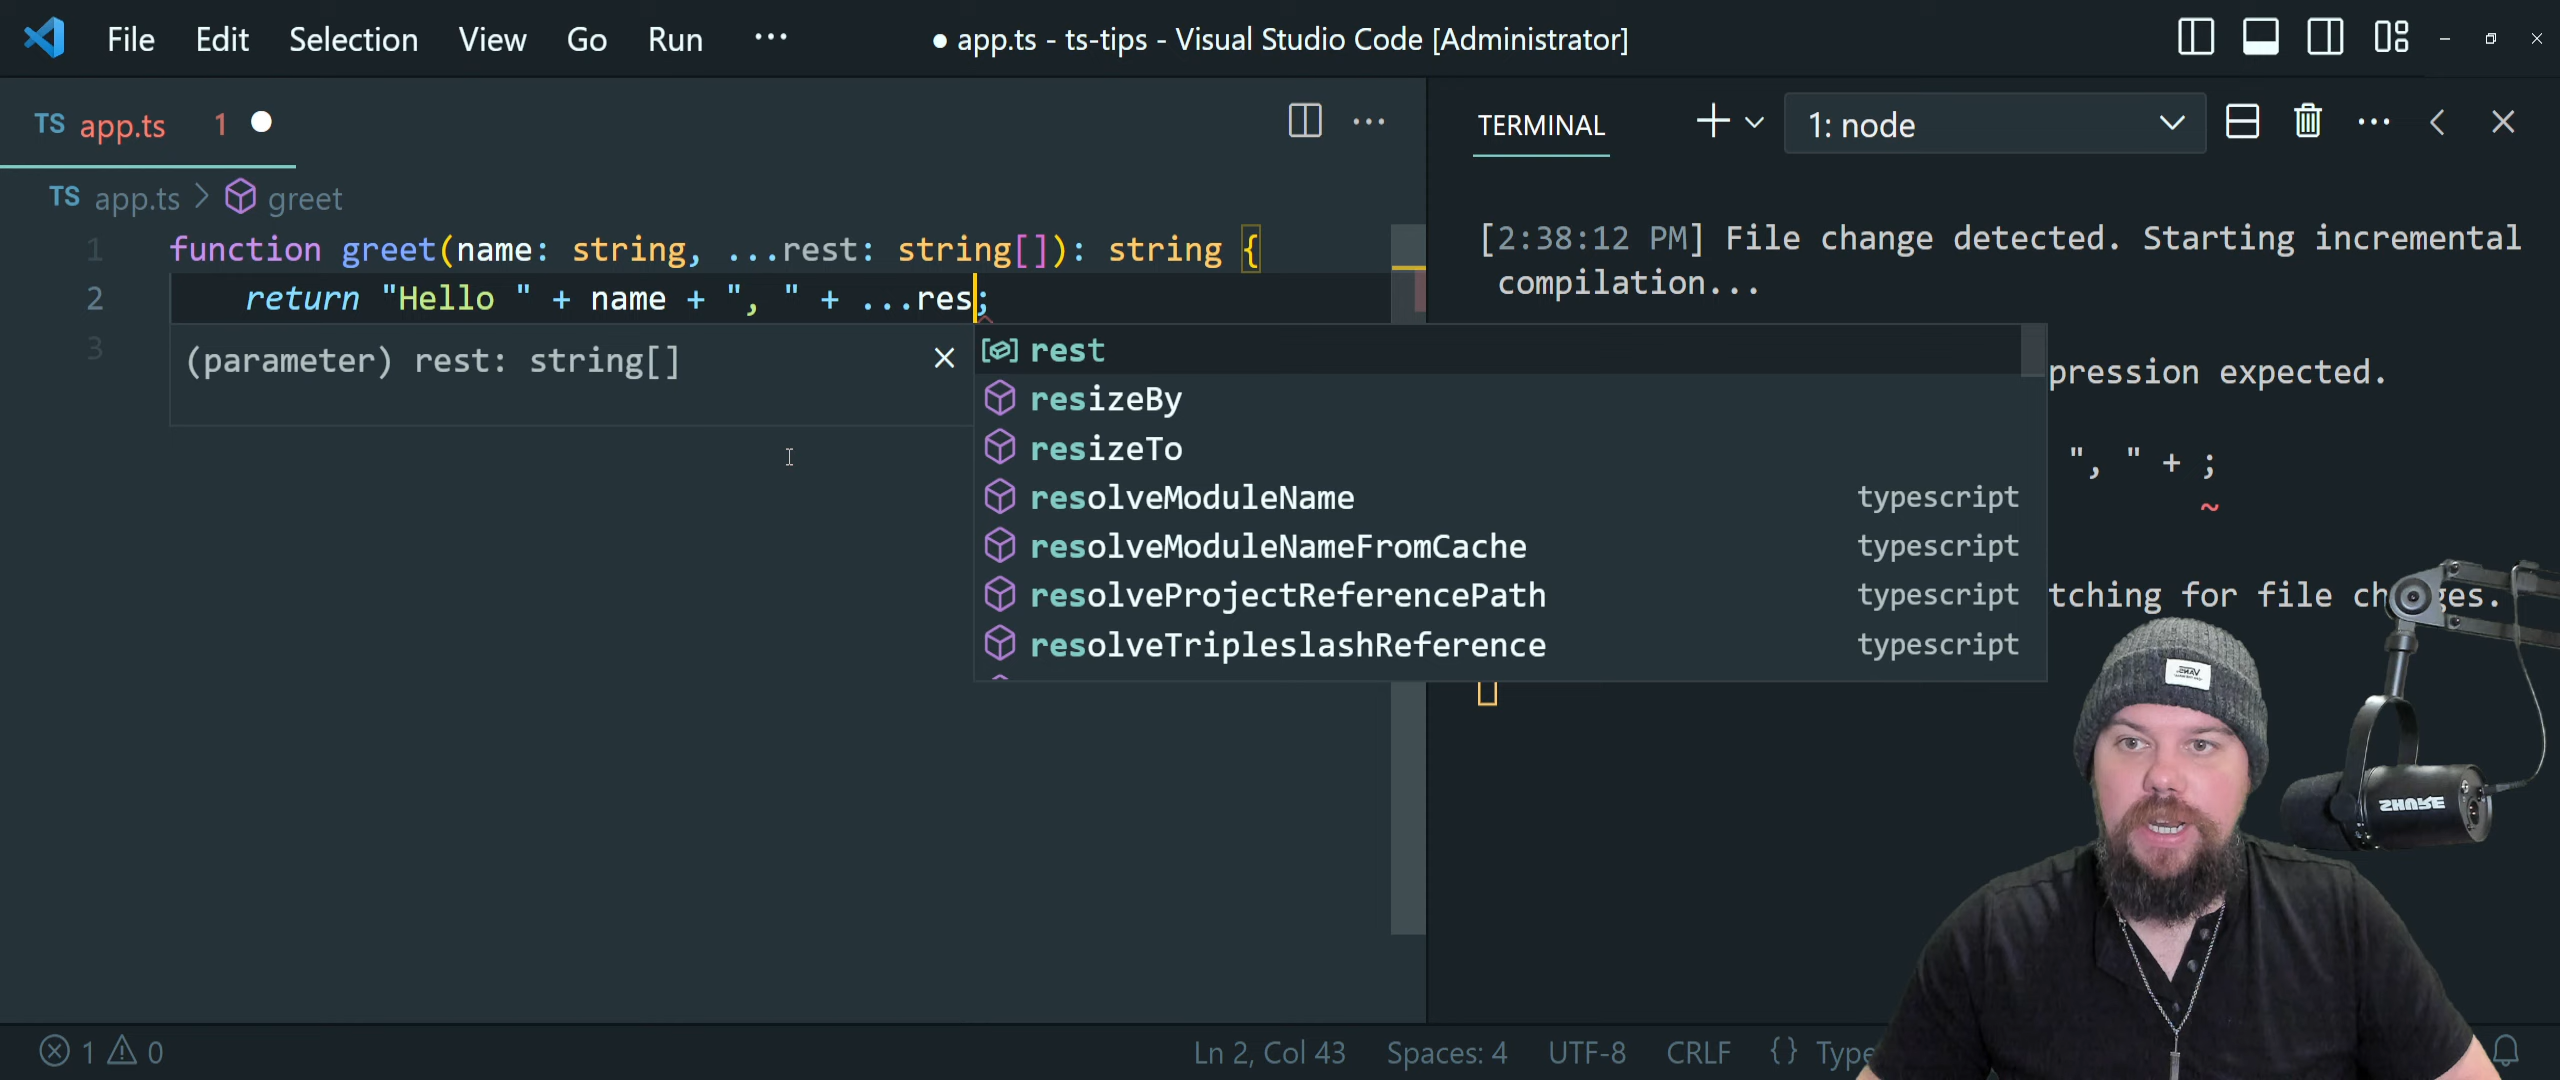 File Edit Selection View Go Run ··· ● app.ts - ts-tips - Visual Studio Code [Administrator]
TS app.ts 1 ●
TERMINAL 1: node
TS app.ts > greet
1 function greet(name: string, ...rest: string[]): string {
2 return "Hello " + name + ", " + ...res;
3
(parameter) rest: string[]
rest
resizeBy
resizeTo
resolveModuleName typescript
resolveModuleNameFromCache typescript
resolveProjectReferencePath typescript
resolveTripleslashReference typescript
[2:38:12 PM] File change detected. Starting incremental
compilation...
pression expected.
", " + ;
~
tching for file changes.
VANS
SHURE
1 0
Ln 2, Col 43 Spaces: 4 UTF-8 CRLF {} Type